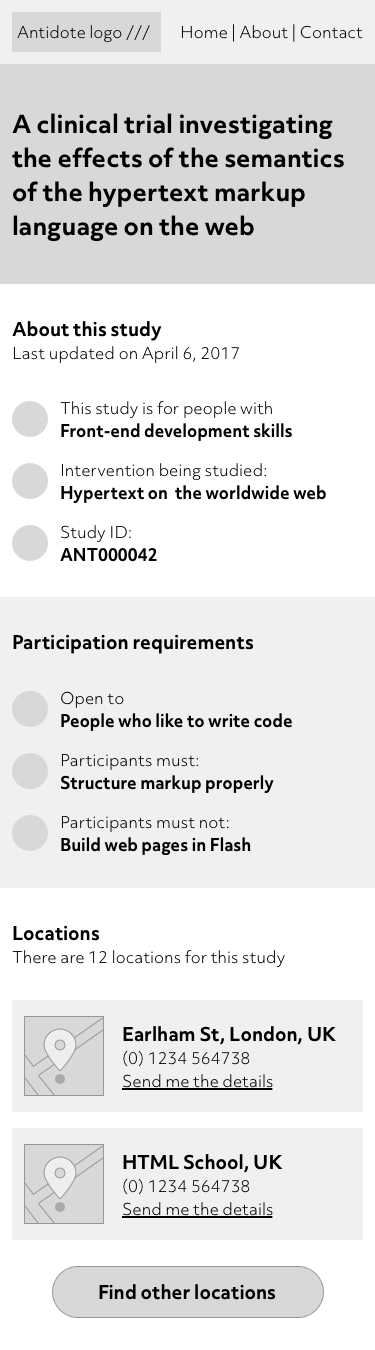 Antidote logo ///
Home | About | Contact
A clinical trial investigating
the effects of the semantics
of the hypertext markup
language on the web
About this study
Last updated on April 6, 2017
This study is for people with
Front-end development skills
Intervention being studied:
Hypertext on  the worldwide web
Study ID:
ANT000042
Participation requirements
Open to
People who like to write code
Participants must:
Structure markup properly
Participants must not:
Build web pages in Flash
Locations
There are 12 locations for this study
Earlham St, London, UK
(0) 1234 564738
Send me the details
HTML School, UK
(0) 1234 564738
Send me the details
Find other locations